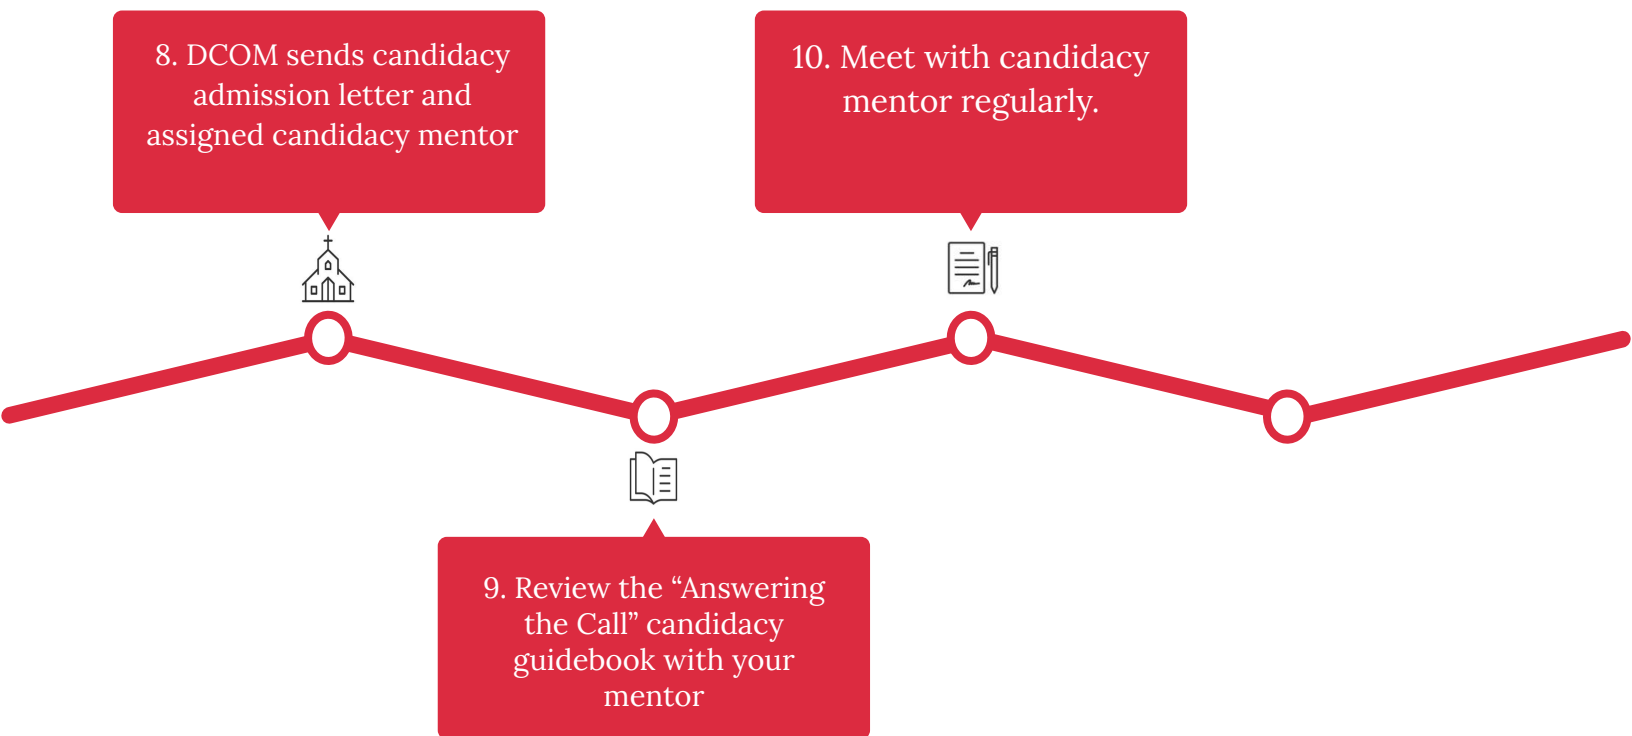 8. DCOM sends candidacy
admission letter and
assigned candidacy mentor
10. Meet with candidacy
mentor regularly.
9. Review the “Answering
the Call” candidacy
guidebook with your
mentor